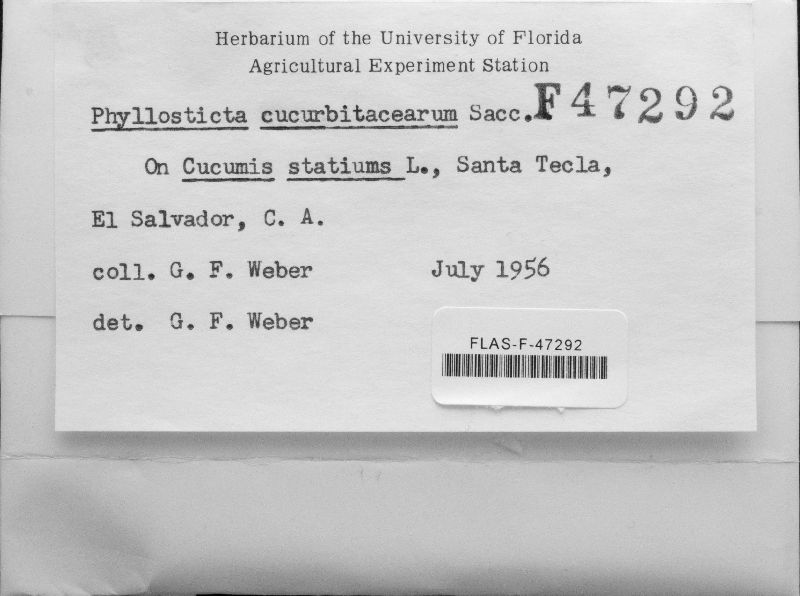 Herbarium of the University of Florida
Agricultural Experiment Station
Phyllosticta cucurbitacearum Sacc. F47292
On Cucumis statiums L., Santa Tecla,
El Salvador, C. A.
coll. G. F. Weber July 1956
det. G. F. Weber
FLAS-F-47292